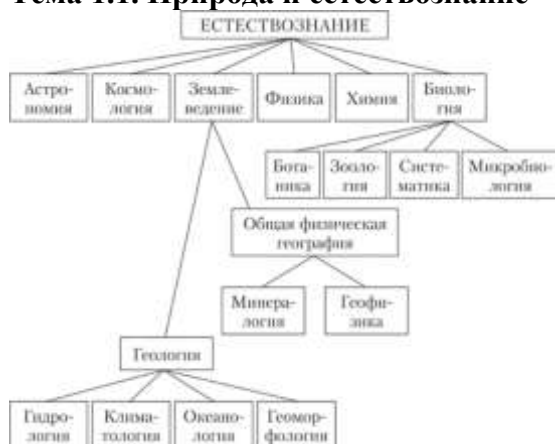 Тема 1.1. Природа и естествознание
ЕСТЕСТВОЗНАНИЕ
Астро-
номия
Космо-
логия
Земле-
ведение
Физика
Химия
Биоло-
гия
Бота-
ника
Зооло-
гия
Систе-
матика
Микробио-
логия
Общая физическая
география
Минера-
логия
Геофи-
зика
Геология
Гидро-
логия
Клима-
тология
Океано-
логия
Геомор-
фология